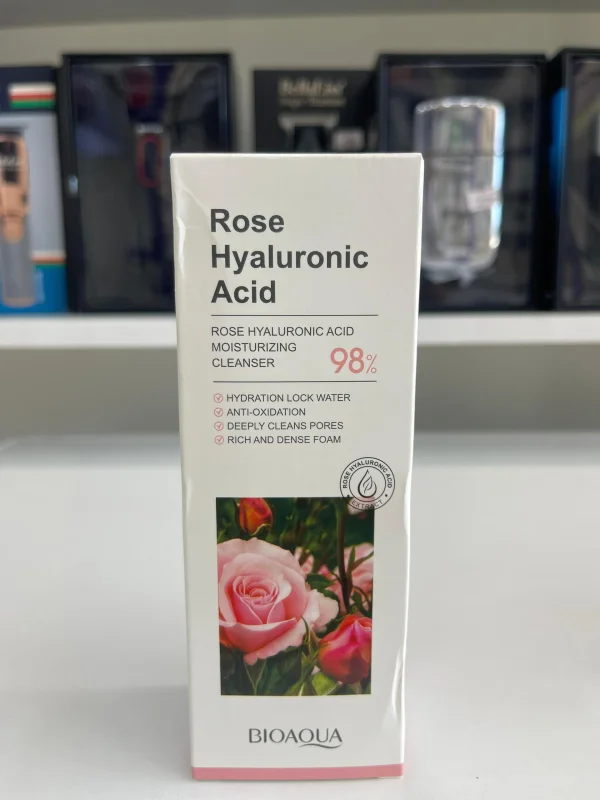 Rose
Hyaluronic
Acid
ROSE HYALURONIC ACID
MOISTURIZING
CLEANSER
98%
HYDRATION LOCK WATER
ANTI-OXIDATION
DEEPLY CLEANS PORES
RICH AND DENSE FOAM
ROSE HYALURONIC ACID
EXTRACT
BIOAQUA